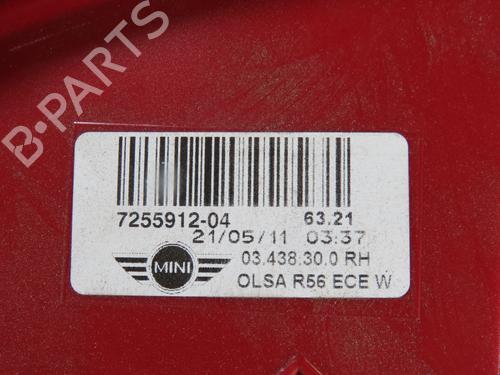 B-PARTS
7255912-04 63.21
21/05/11 03:37
MINI 03.438.30.0 RH
OLSA R56 ECE W